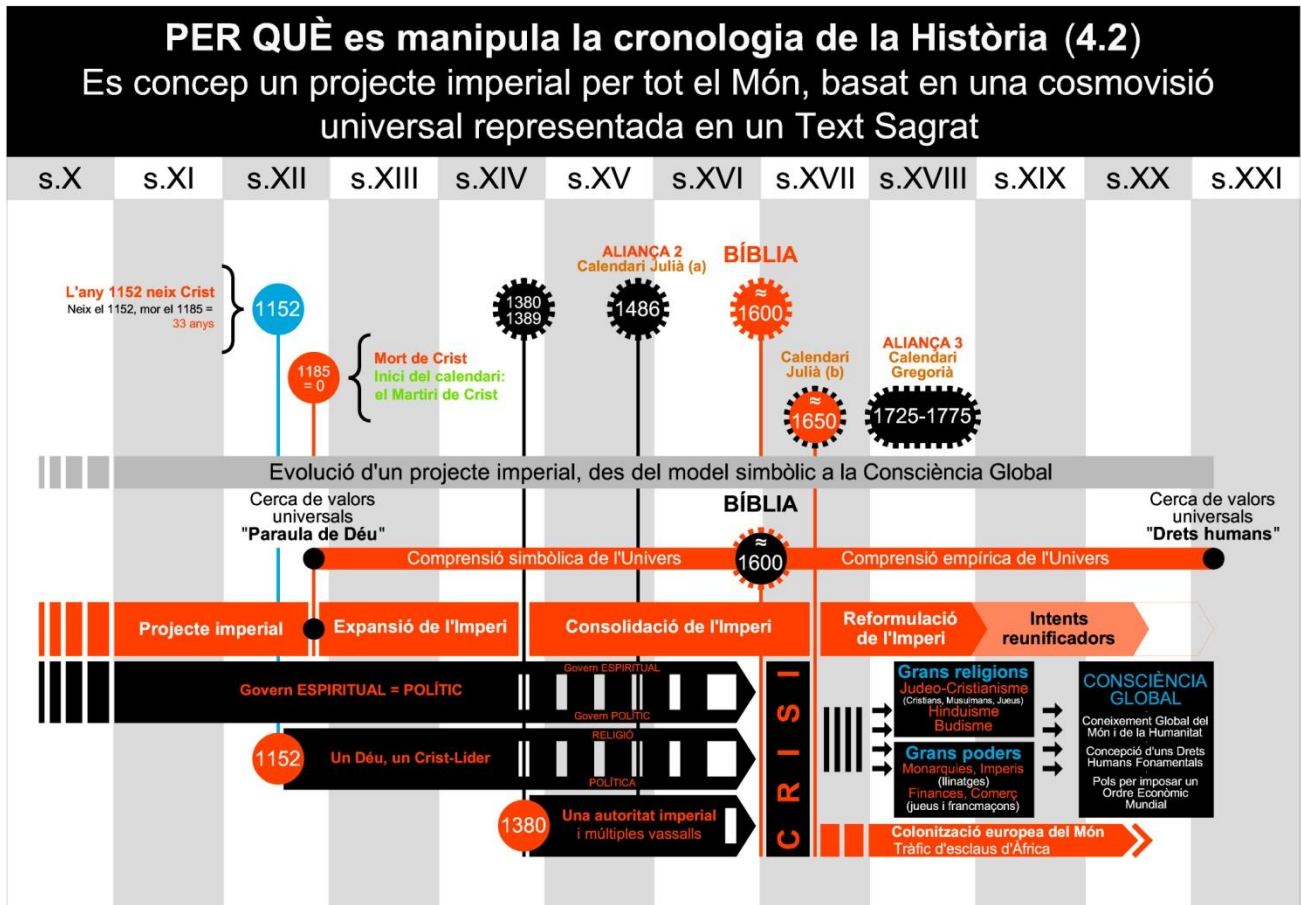 PER QUÈ es manipula la cronologia de la Història (4.2)
Es concep un projecte imperial per tot el Món, basat en una cosmovisió
universal representada en un Text Sagrat
s.X s.XI s.XII s.XIII s.XIV s.XV s.XVI s.XVII s.XVIII s.XIX s.XX s.XXI
L'any 1152 neix Crist
Neix el 1152, mor el 1185 =
33 anys
1152
1185
= 0
Mort de Crist
Inici del calendari:
el Martiri de Crist
1380
1389
ALIANÇA 2
Calendari Julià (a)
1486
BÍBLIA
≈
1600
Calendari
Julià (b)
≈
1650
ALIANÇA 3
Calendari
Gregorià
1725-1775
Evolució d'un projecte imperial, des del model simbòlic a la Consciència Global
Cerca de valors
universals
"Paraula de Déu"
BÍBLIA
Cerca de valors
universals
"Drets humans"
Comprensió simbòlica de l'Univers
≈
1600
Comprensió empírica de l'Univers
Projecte imperial
Expansió de l'Imperi
Consolidació de l'Imperi
Reformulació
de l'Imperi
Intents
reunificadors
Govern ESPIRITUAL = POLÍTIC
Govern ESPIRITUAL
Govern POLÍTIC
1152
Un Déu, un Crist-Líder
RELIGIÓ
POLÍTICA
1380
Una autoritat imperial
i múltiples vassalls
CRISI
Grans religions
Judeo-Cristianisme
(Cristians, Musulmans, Jueus)
Hinduisme
Budisme
Grans poders
Monarquies, Imperis
(llinatges)
Finances, Comerç
(jueus i francmaçons)
CONSCIÈNCIA
GLOBAL
Coneixement Global del
Món i de la Humanitat
Concepció d'uns Drets
Humans Fonamentals
Pols per imposar un
Ordre Econòmic
Mundial
Colonització europea del Món
Tràfic d'esclaus d'Àfrica